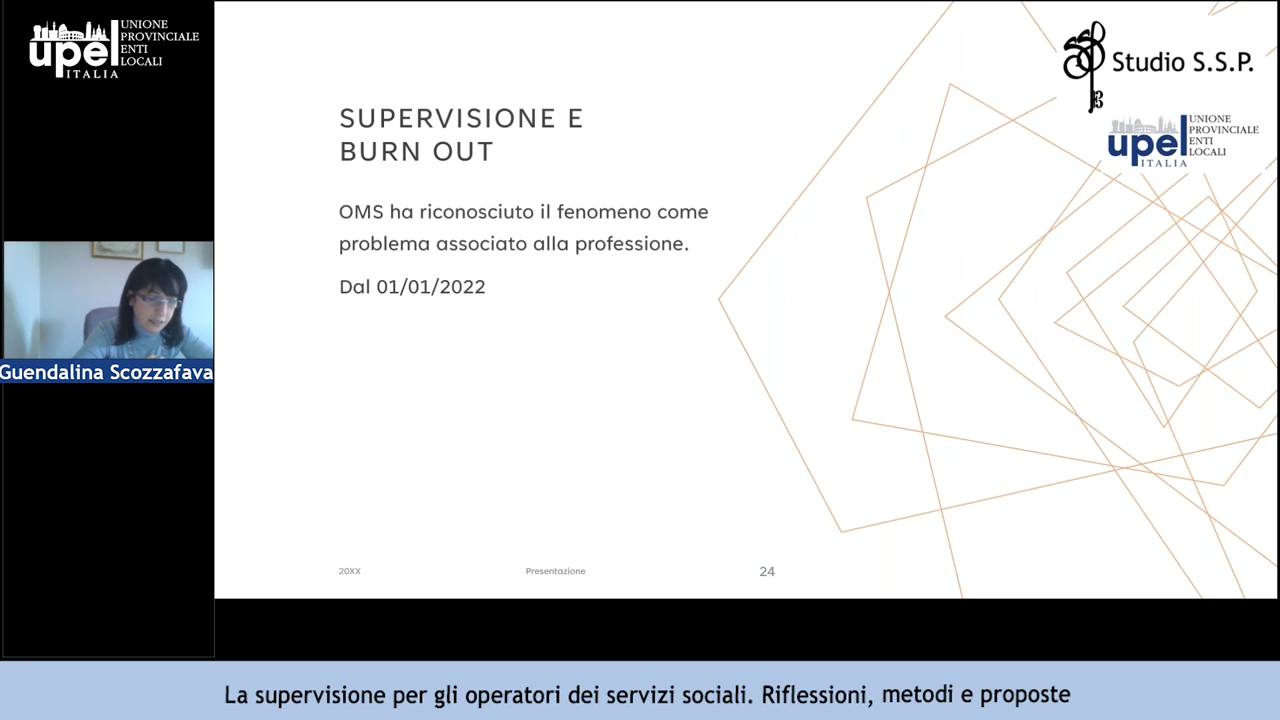 UNIONE
PROVINCIALE
ENTI
LOCALI
upel
ITALIA
Guendalina Scozzafava
SUPERVISIONE E
BURN OUT
OMS ha riconosciuto il fenomeno come
problema associato alla professione.
Dal 01/01/2022
20XX
Presentazione
24
Studio S.S.P.
UNIONE
PROVINCIALE
ENTI
LOCALI
upel
ITALIA
La supervisione per gli operatori dei servizi sociali. Riflessioni, metodi e proposte